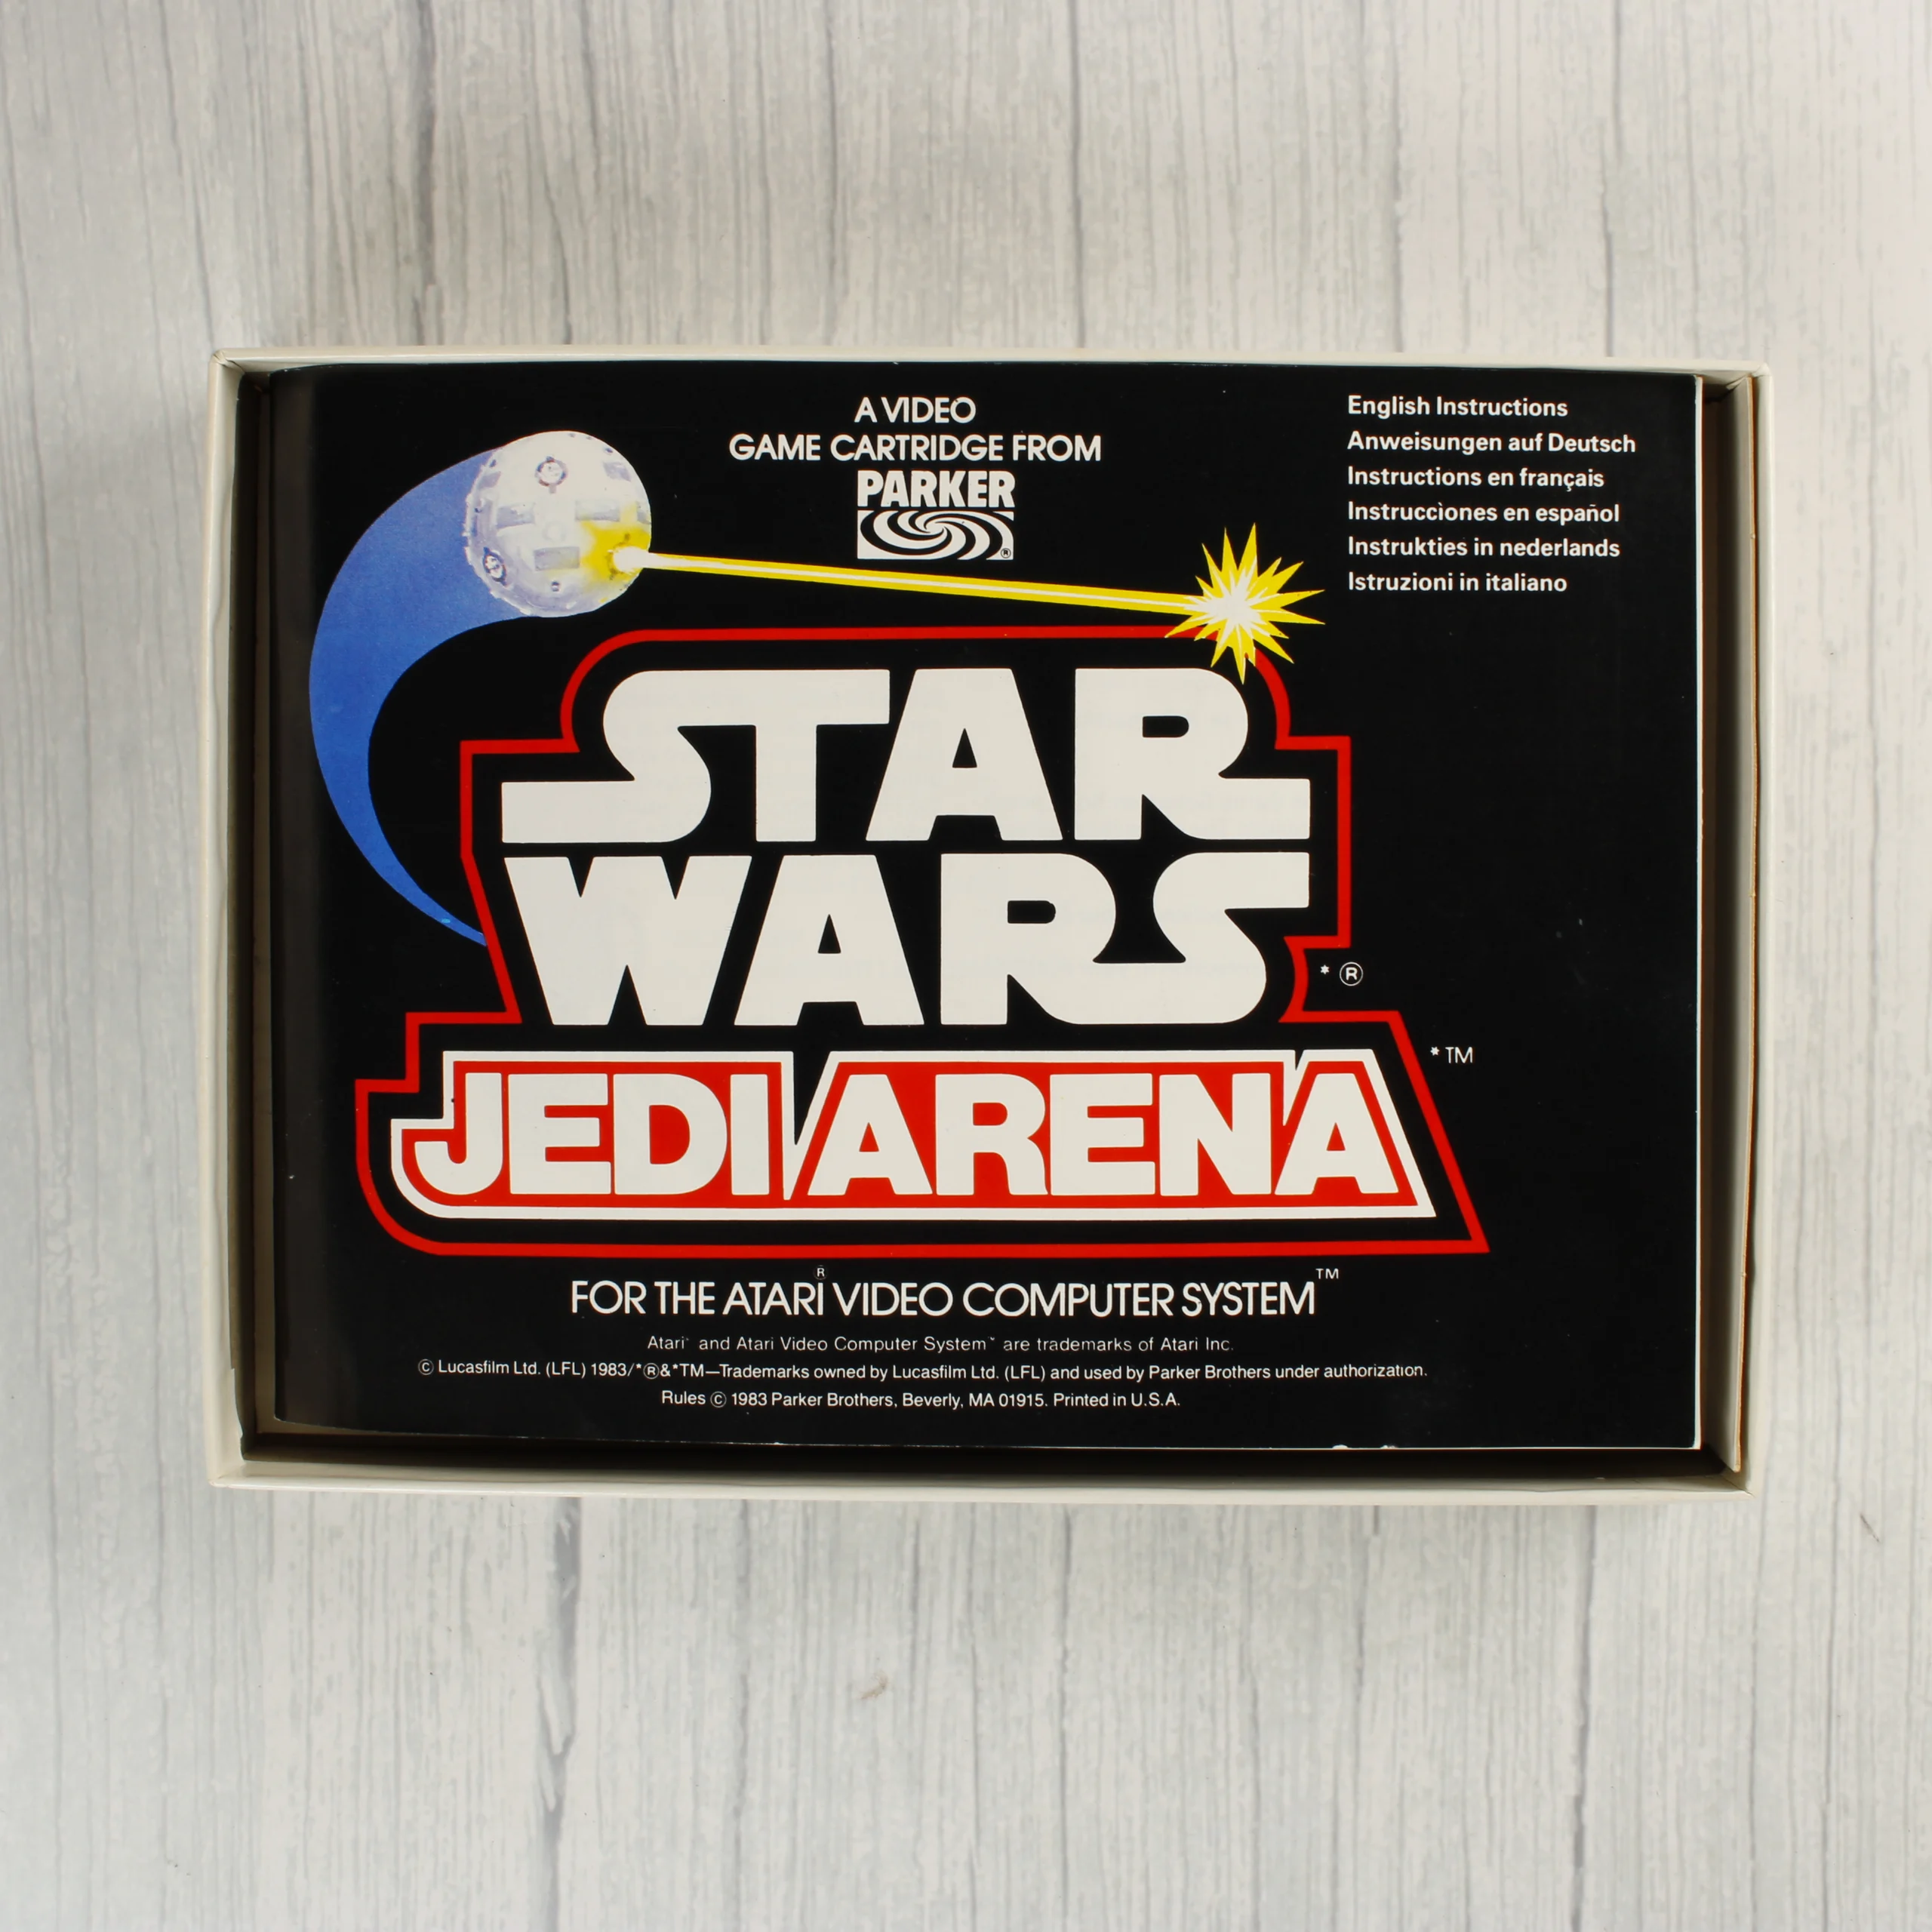 A VIDEO
GAME CARTRIDGE FROM
PARKER
®
English Instructions
Anweisungen auf Deutsch
Instructions en français
Instrucciones en español
Instrukties in nederlands
Istruzioni in italiano
STAR
WARS
*®
JEDI ARENA
*TM
FOR THE ATARI® VIDEO COMPUTER SYSTEM™
Atari® and Atari Video Computer System™ are trademarks of Atari Inc.
© Lucasfilm Ltd. (LFL) 1983/*®&*TM—Trademarks owned by Lucasfilm Ltd. (LFL) and used by Parker Brothers under authorization.
Rules © 1983 Parker Brothers, Beverly, MA 01915. Printed in U.S.A.